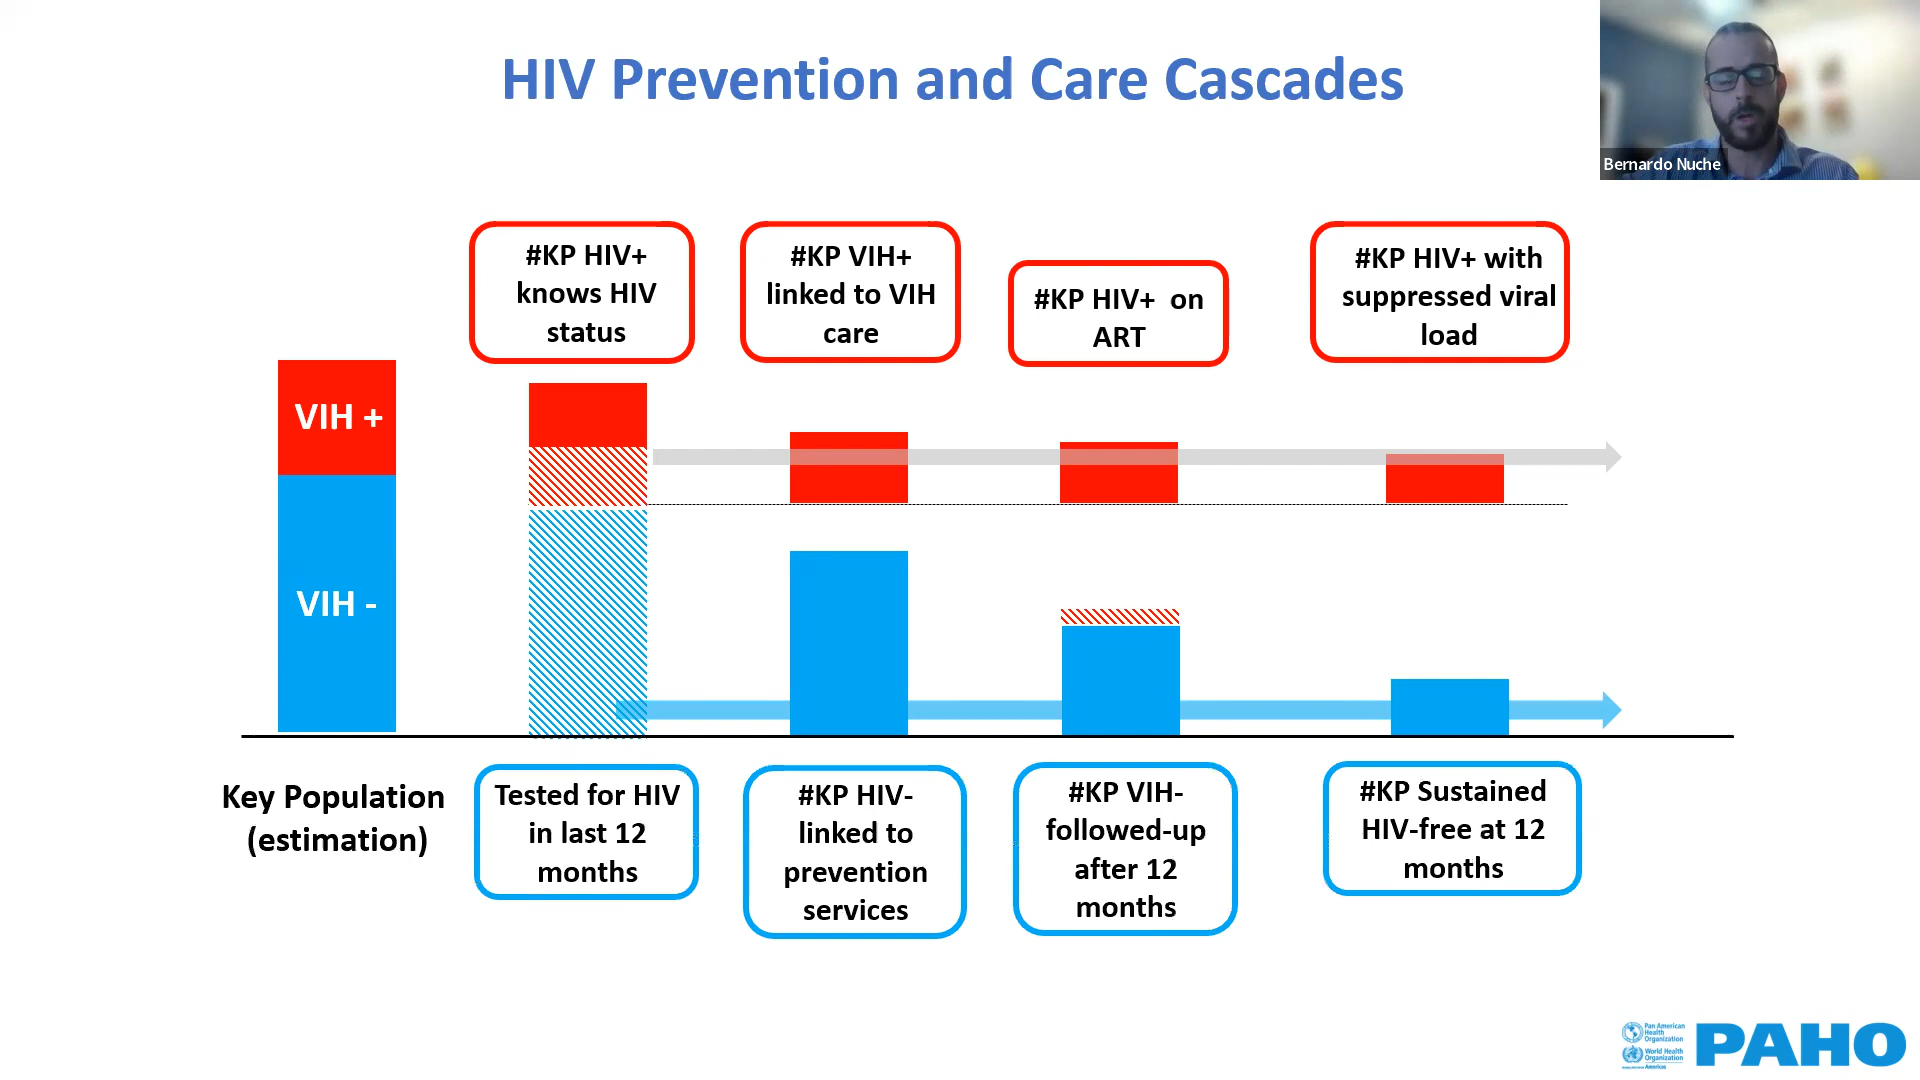 HIV Prevention and Care Cascades
Bernardo Nuche
#KP HIV+
knows HIV
status
#KP VIH+
linked to VIH
care
#KP HIV+ on
ART
#KP HIV+ with
suppressed viral
load
VIH +
VIH -
Key Population
(estimation)
Tested for HIV
in last 12
months
#KP HIV-
linked to
prevention
services
#KP VIH-
followed-up
after 12
months
#KP Sustained
HIV-free at 12
months
Pan American
Health
Organization
World Health
Organization
Americas
PAHO